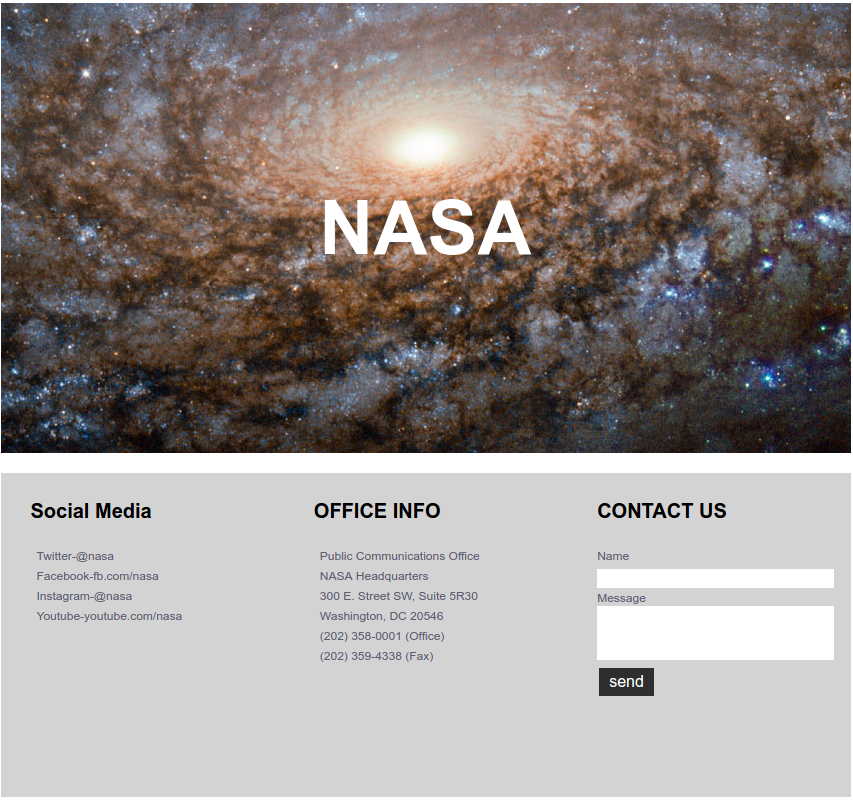 NASA
Social Media
Twitter-@nasa
Facebook-fb.com/nasa
Instagram-@nasa
Youtube-youtube.com/nasa
OFFICE INFO
Public Communications Office
NASA Headquarters
300 E. Street SW, Suite 5R30
Washington, DC 20546
(202) 358-0001 (Office)
(202) 359-4338 (Fax)
CONTACT US
Name
Message
send